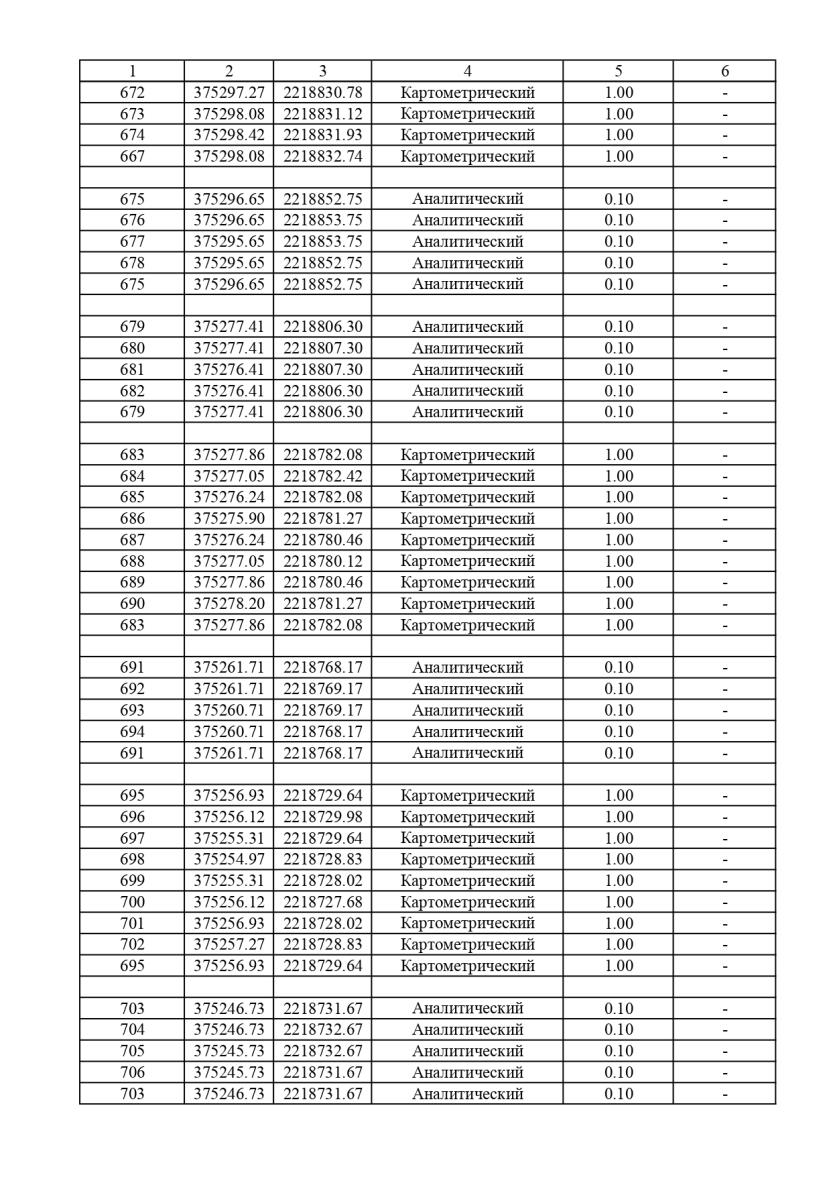 1 2 3 4 5 6
672 375297.27 2218830.78 Картометрический 1.00 -
673 375298.08 2218831.12 Картометрический 1.00 -
674 375298.42 2218831.93 Картометрический 1.00 -
667 375298.08 2218832.74 Картометрический 1.00 -
675 375296.65 2218852.75 Аналитический 0.10 -
676 375296.65 2218853.75 Аналитический 0.10 -
677 375295.65 2218853.75 Аналитический 0.10 -
678 375295.65 2218852.75 Аналитический 0.10 -
675 375296.65 2218852.75 Аналитический 0.10 -
679 375277.41 2218806.30 Аналитический 0.10 -
680 375277.41 2218807.30 Аналитический 0.10 -
681 375276.41 2218807.30 Аналитический 0.10 -
682 375276.41 2218806.30 Аналитический 0.10 -
679 375277.41 2218806.30 Аналитический 0.10 -
683 375277.86 2218782.08 Картометрический 1.00 -
684 375277.05 2218782.42 Картометрический 1.00 -
685 375276.24 2218782.08 Картометрический 1.00 -
686 375275.90 2218781.27 Картометрический 1.00 -
687 375276.24 2218780.46 Картометрический 1.00 -
688 375277.05 2218780.12 Картометрический 1.00 -
689 375277.86 2218780.46 Картометрический 1.00 -
690 375278.20 2218781.27 Картометрический 1.00 -
683 375277.86 2218782.08 Картометрический 1.00 -
691 375261.71 2218768.17 Аналитический 0.10 -
692 375261.71 2218769.17 Аналитический 0.10 -
693 375260.71 2218769.17 Аналитический 0.10 -
694 375260.71 2218768.17 Аналитический 0.10 -
691 375261.71 2218768.17 Аналитический 0.10 -
695 375256.93 2218729.64 Картометрический 1.00 -
696 375256.12 2218729.98 Картометрический 1.00 -
697 375255.31 2218729.64 Картометрический 1.00 -
698 375254.97 2218728.83 Картометрический 1.00 -
699 375255.31 2218728.02 Картометрический 1.00 -
700 375256.12 2218727.68 Картометрический 1.00 -
701 375256.93 2218728.02 Картометрический 1.00 -
702 375257.27 2218728.83 Картометрический 1.00 -
695 375256.93 2218729.64 Картометрический 1.00 -
703 375246.73 2218731.67 Аналитический 0.10 -
704 375246.73 2218732.67 Аналитический 0.10 -
705 375245.73 2218732.67 Аналитический 0.10 -
706 375245.73 2218731.67 Аналитический 0.10 -
703 375246.73 2218731.67 Аналитический 0.10 -